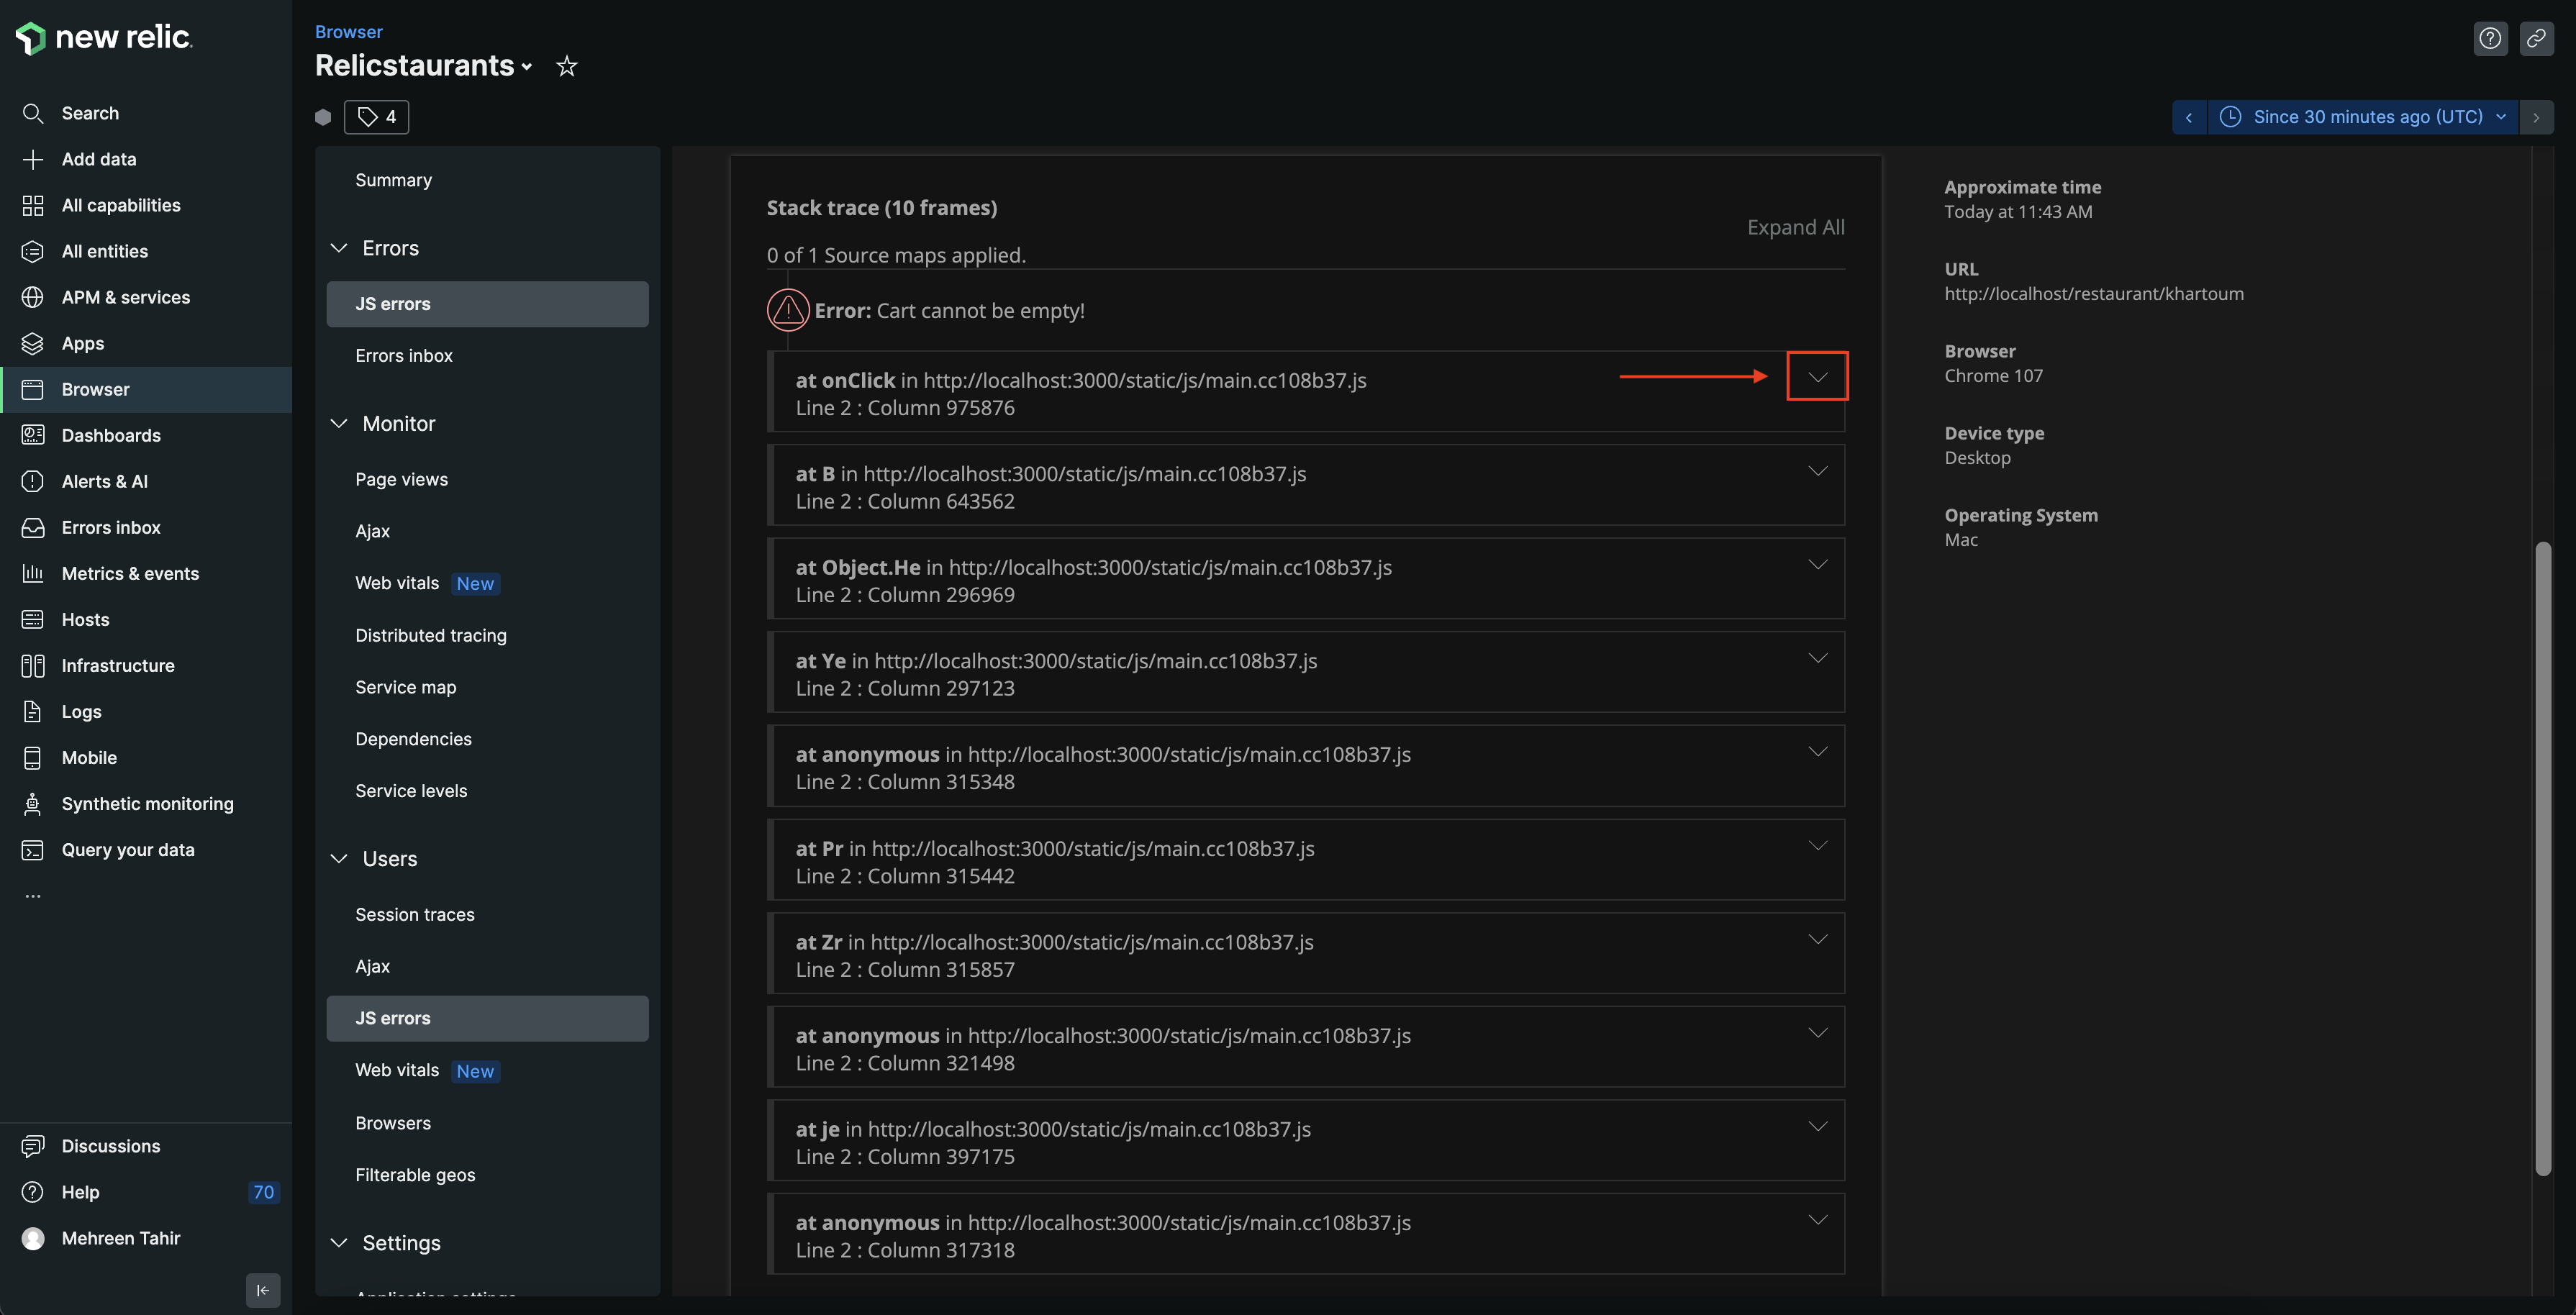 new relic.
Search
Add data
All capabilities
All entities
APM & services
Apps
Browser
Dashboards
Alerts & AI
Errors inbox
Metrics & events
Hosts
Infrastructure
Logs
Mobile
Synthetic monitoring
Query your data
...
Discussions
Help 70
Mehreen Tahir
Browser
Relicstaurants
4
Since 30 minutes ago (UTC)
Summary
Errors
JS errors
Errors inbox
Monitor
Page views
Ajax
Web vitals New
Distributed tracing
Service map
Dependencies
Service levels
Users
Session traces
Ajax
JS errors
Web vitals New
Browsers
Filterable geos
Settings
Application settings
Stack trace (10 frames)
Expand All
0 of 1 Source maps applied.
Error: Cart cannot be empty!
at onClick in http://localhost:3000/static/js/main.cc108b37.js
Line 2 : Column 975876
at B in http://localhost:3000/static/js/main.cc108b37.js
Line 2 : Column 643562
at Object.He in http://localhost:3000/static/js/main.cc108b37.js
Line 2 : Column 296969
at Ye in http://localhost:3000/static/js/main.cc108b37.js
Line 2 : Column 297123
at anonymous in http://localhost:3000/static/js/main.cc108b37.js
Line 2 : Column 315348
at Pr in http://localhost:3000/static/js/main.cc108b37.js
Line 2 : Column 315442
at Zr in http://localhost:3000/static/js/main.cc108b37.js
Line 2 : Column 315857
at anonymous in http://localhost:3000/static/js/main.cc108b37.js
Line 2 : Column 321498
at je in http://localhost:3000/static/js/main.cc108b37.js
Line 2 : Column 397175
at anonymous in http://localhost:3000/static/js/main.cc108b37.js
Line 2 : Column 317318
Approximate time
Today at 11:43 AM
URL
http://localhost/restaurant/khartoum
Browser
Chrome 107
Device type
Desktop
Operating System
Mac